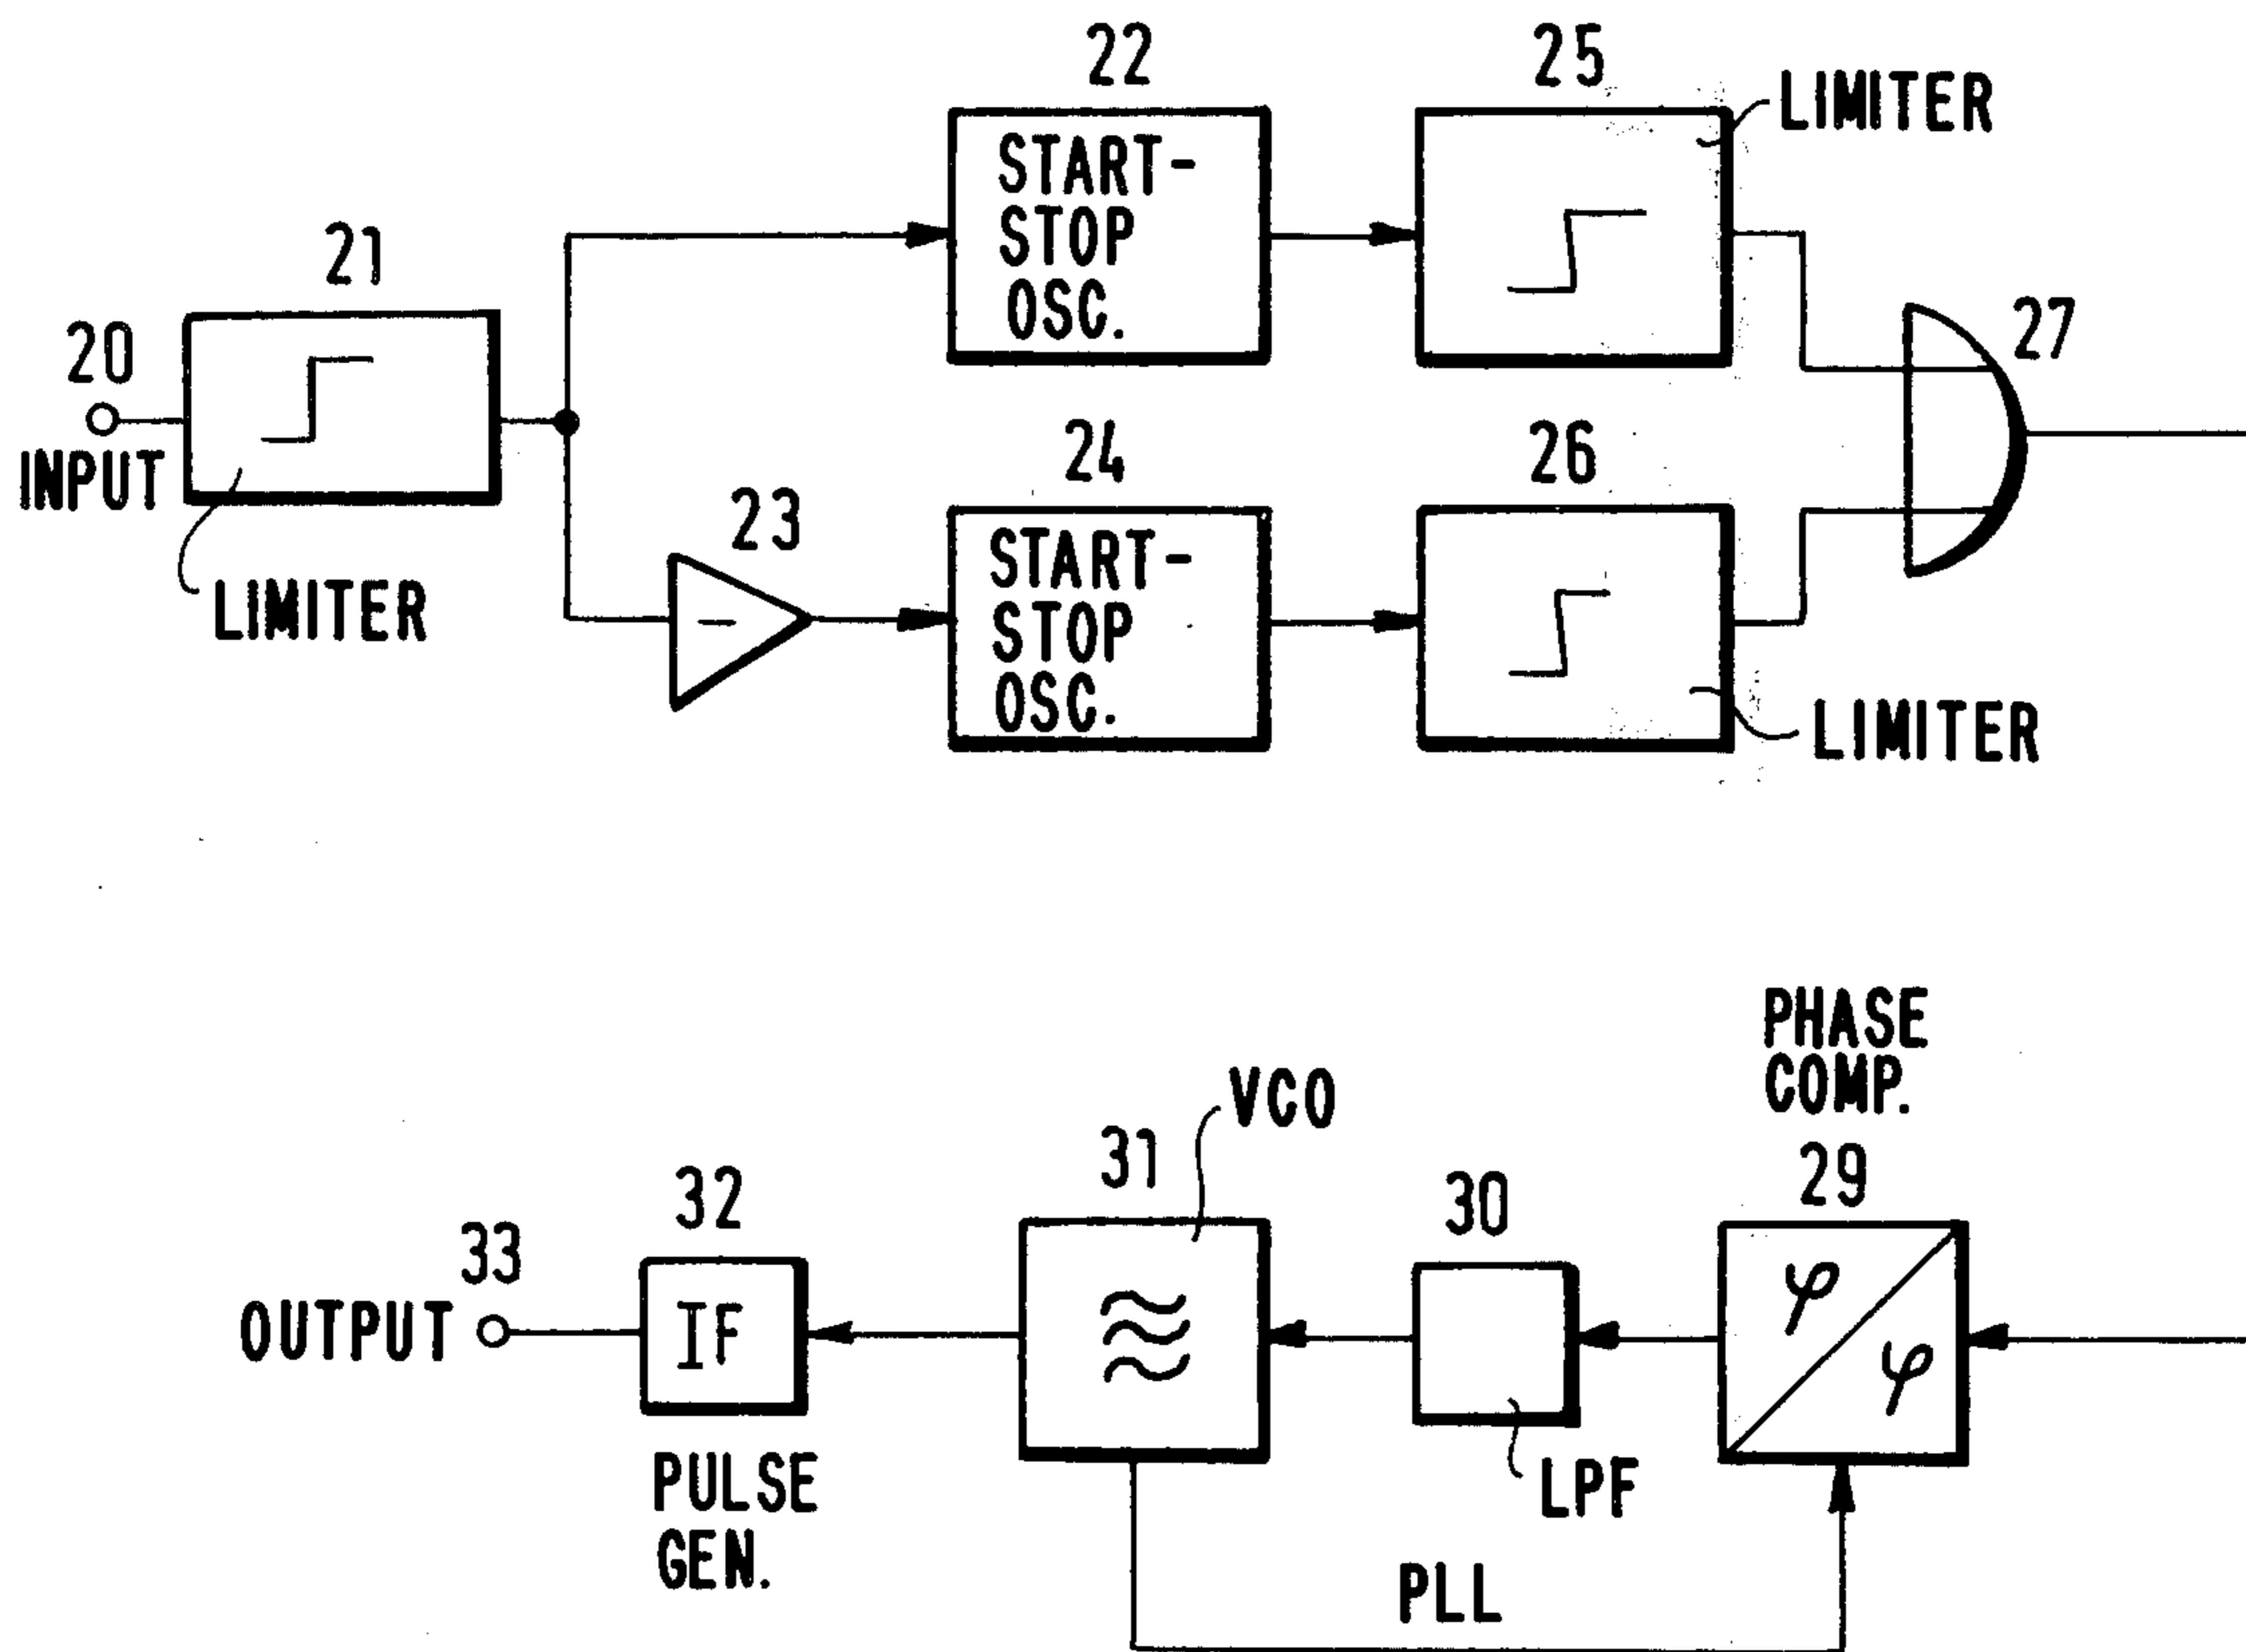 22
25
LIMITER
START-
STOP
OSC.
21
20
INPUT
LIMITER
27
23
24
START-
STOP
OSC.
26
LIMITER
PHASE
COMP.
29
VCO
31
30
32
33
OUTPUT
IF
φ
φ
LPF
PULSE
GEN.
PLL